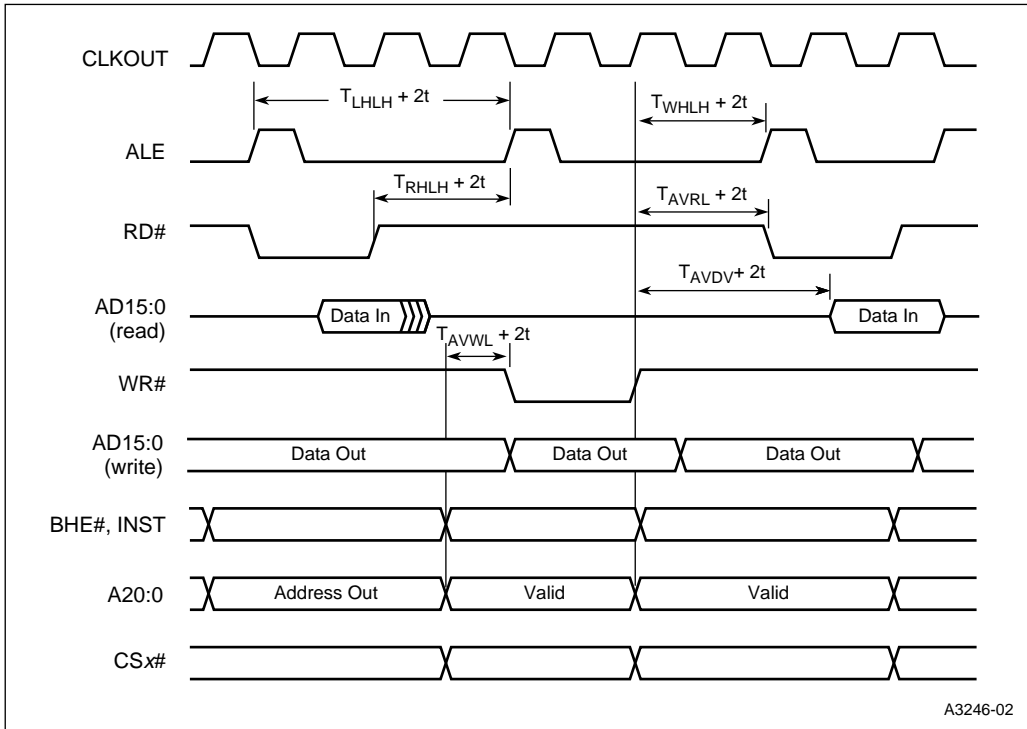 CLKOUT
T_LHLH + 2t
T_WHLH + 2t
ALE
T_RHLH + 2t
T_AVRL + 2t
RD#
T_AVDV+ 2t
AD15:0
(read)
Data In
Data In
T_AVWL + 2t
WR#
AD15:0
(write)
Data Out
Data Out
Data Out
BHE#, INST
A20:0
Address Out
Valid
Valid
CSx#
A3246-02